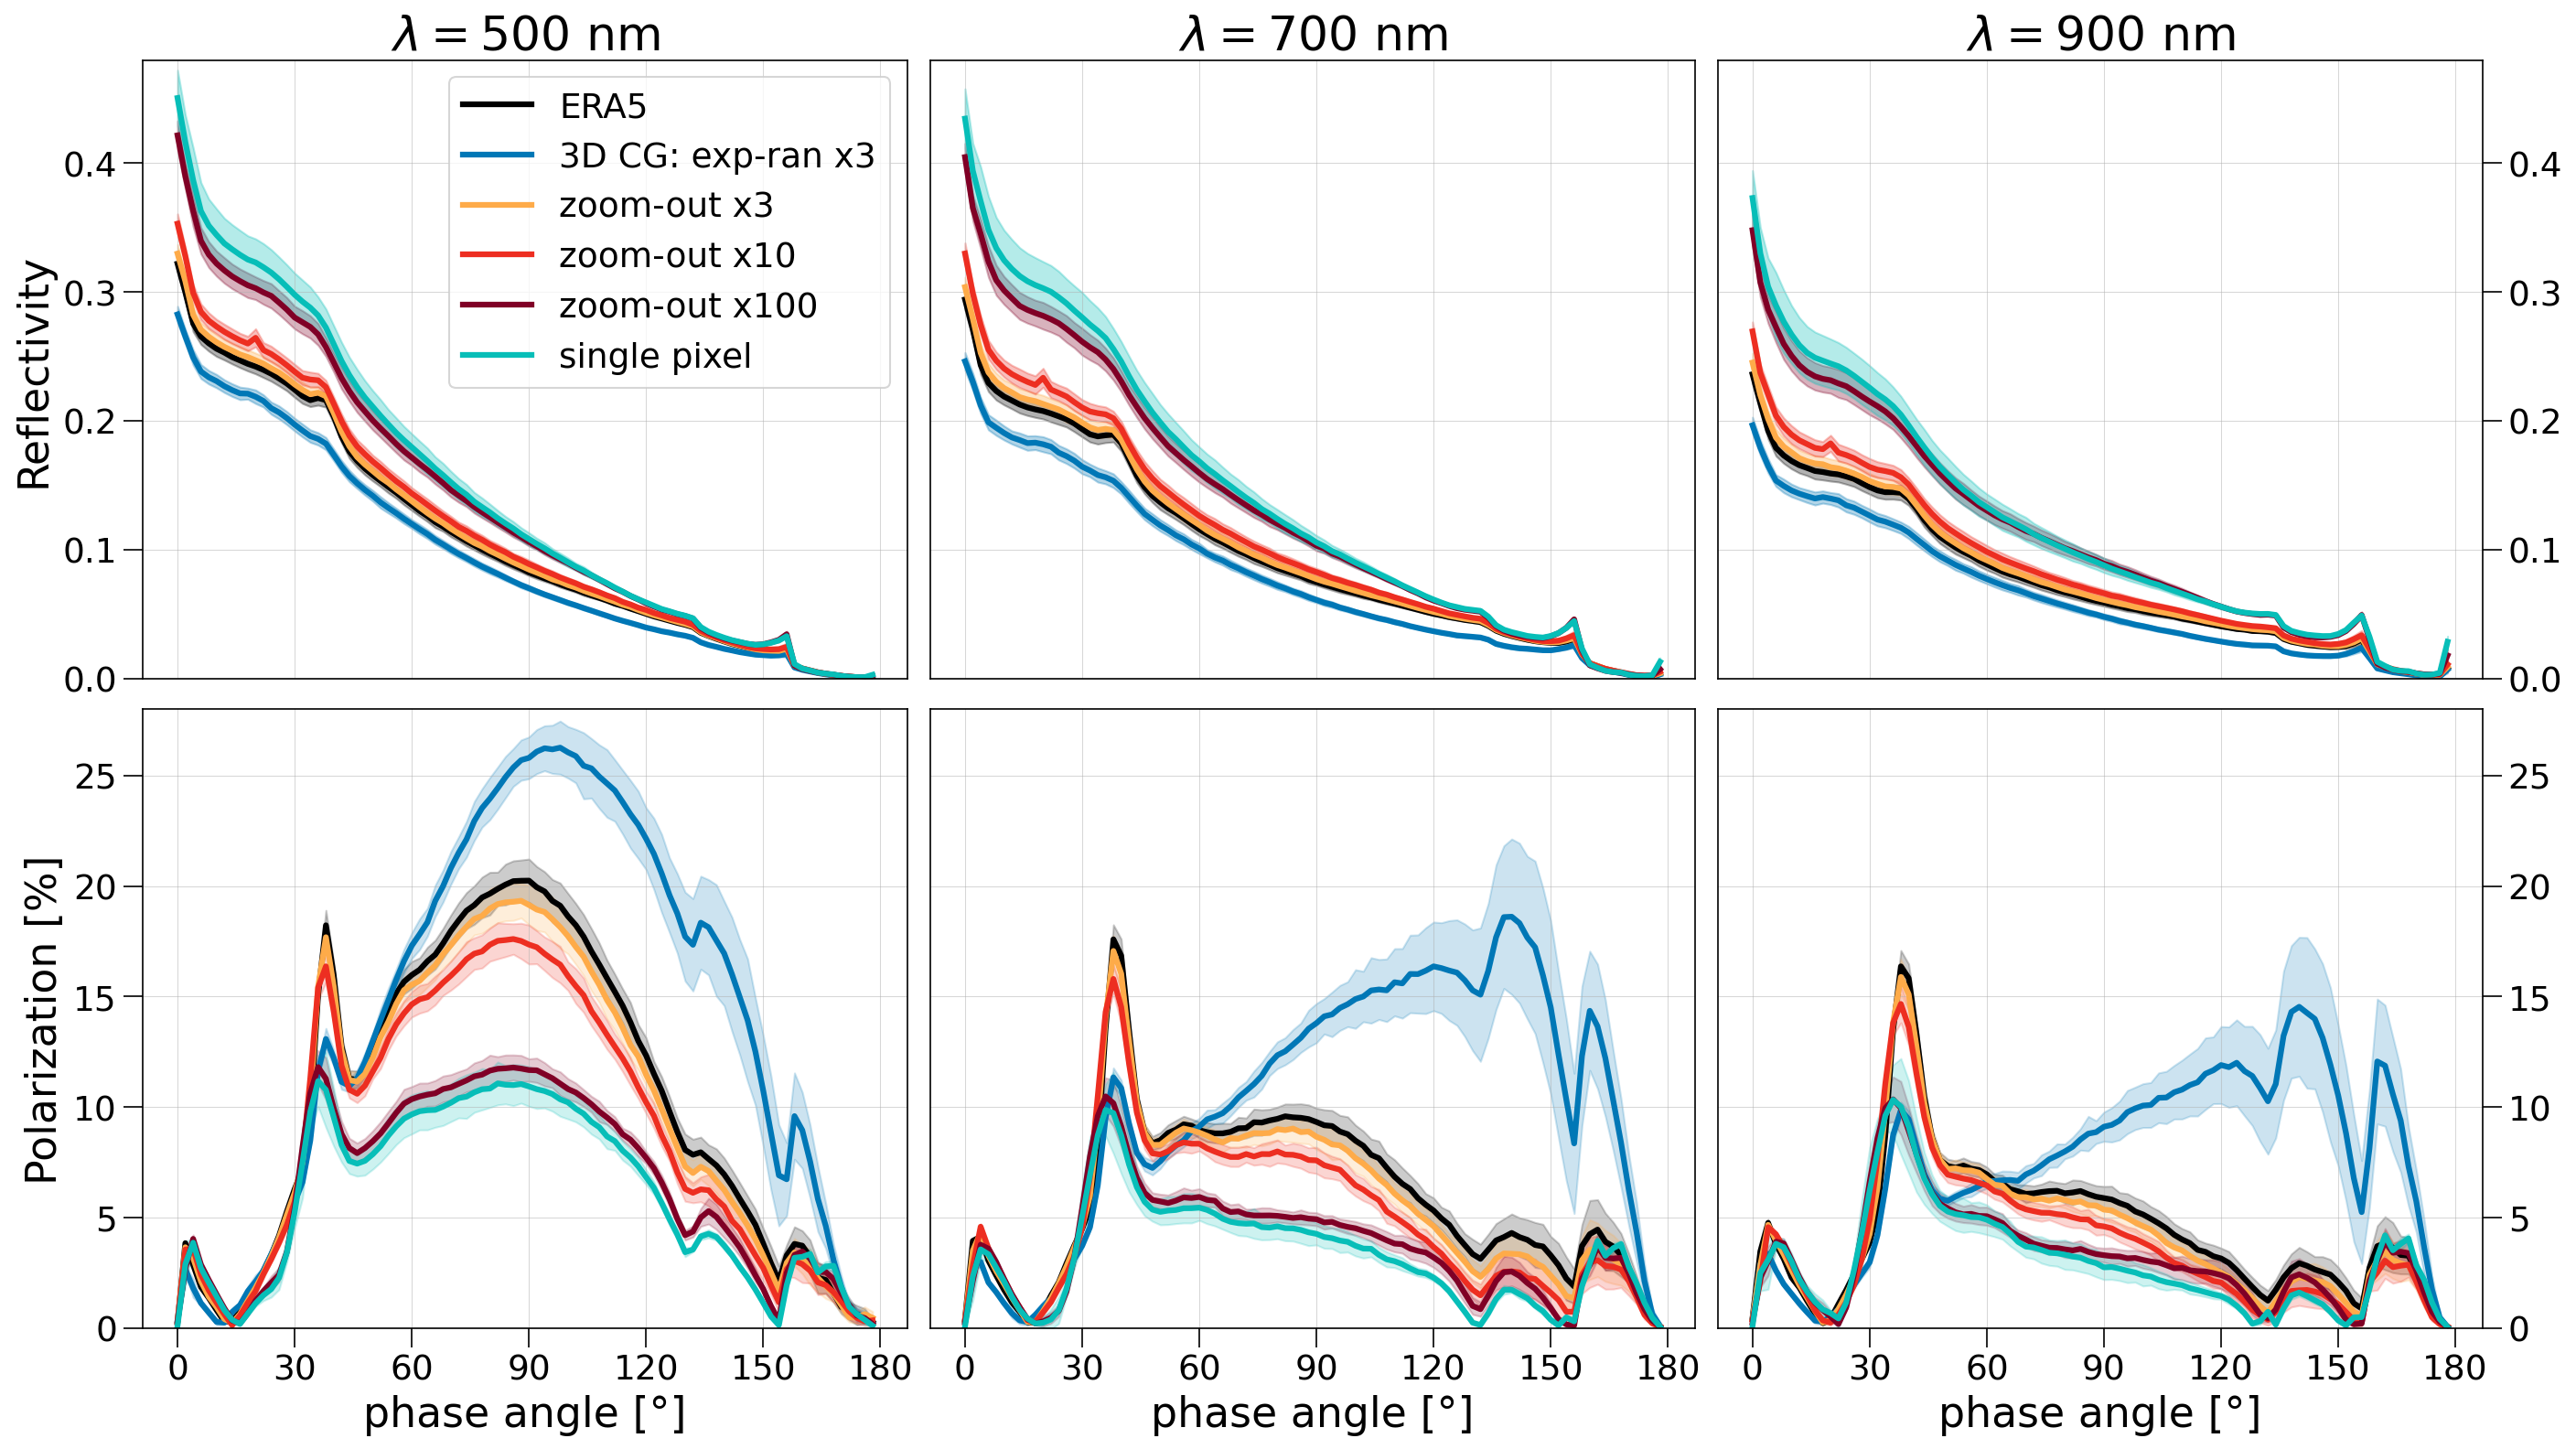 λ = 500 nm
λ = 700 nm
λ = 900 nm
ERA5
3D CG: exp-ran x3
zoom-out x3
zoom-out x10
zoom-out x100
single pixel
Reflectivity
0.4
0.3
0.2
0.1
0.0
0.4
0.3
0.2
0.1
0.0
Polarization [%]
25
20
15
10
5
0
25
20
15
10
5
0
0 30 60 90 120 150 180
0 30 60 90 120 150 180
0 30 60 90 120 150 180
phase angle [°]
phase angle [°]
phase angle [°]